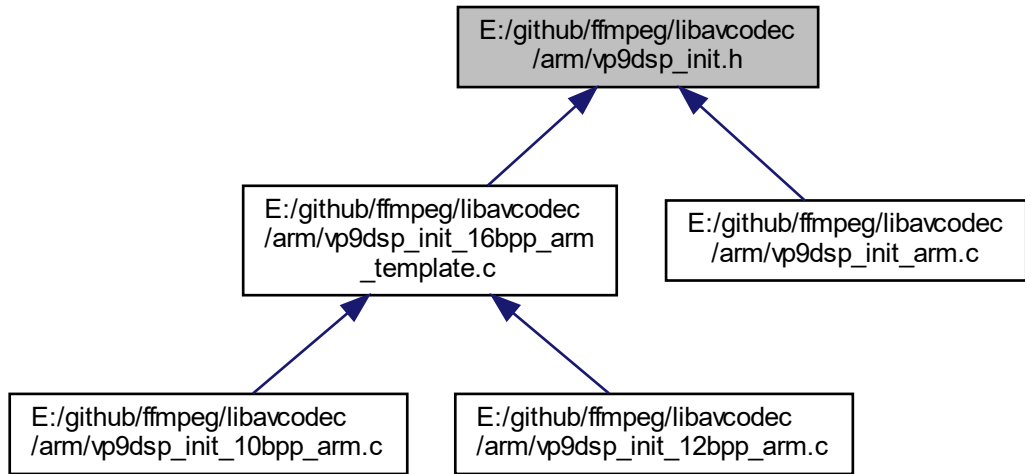 E:/github/ffmpeg/libavcodec
/arm/vp9dsp_init.h
E:/github/ffmpeg/libavcodec
/arm/vp9dsp_init_16bpp_arm
_template.c
E:/github/ffmpeg/libavcodec
/arm/vp9dsp_init_arm.c
E:/github/ffmpeg/libavcodec
/arm/vp9dsp_init_10bpp_arm.c
E:/github/ffmpeg/libavcodec
/arm/vp9dsp_init_12bpp_arm.c